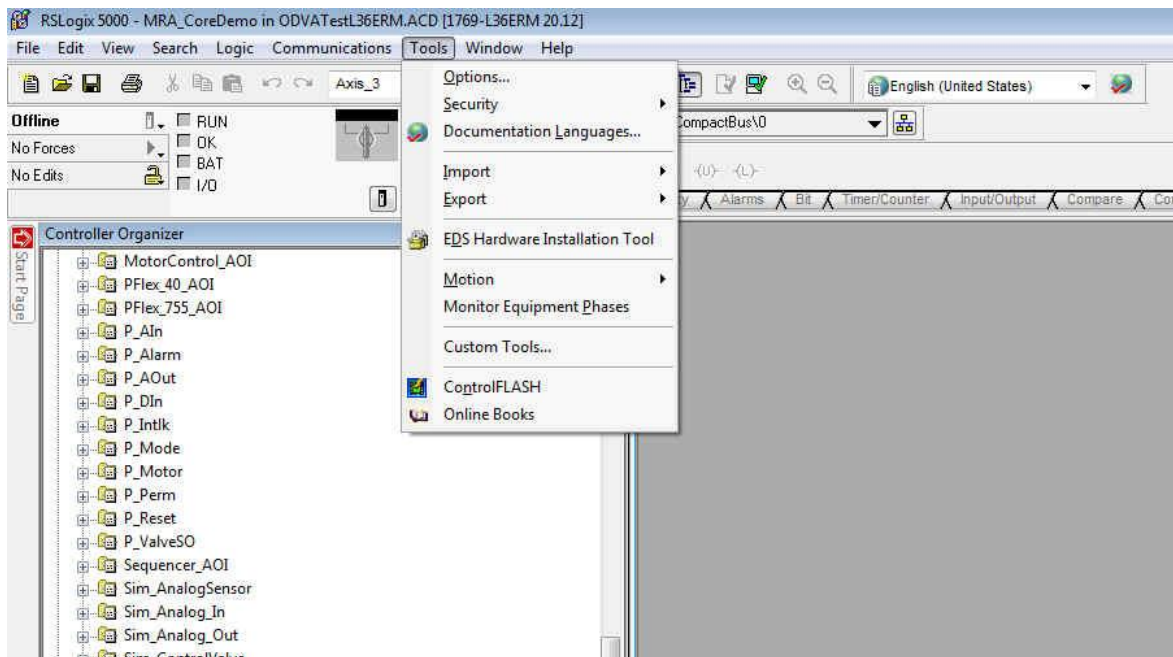 RSLogix 5000 - MRA_CoreDemo in ODVATestL36ERM.ACD [1769-L36ERM 20.12]
File Edit View Search Logic Communications Tools Window Help
Axis_3
English (United States)
Options...
Security
Documentation Languages...
Import
Export
EDS Hardware Installation Tool
Motion
Monitor Equipment Phases
Custom Tools...
ControlFLASH
Online Books
Offline
RUN
No Forces
OK
No Edits
BAT
I/O
CompactBus\0
-(U)- -(L)-
Alarms Bit Timer/Counter Input/Output Compare
Start Page
Controller Organizer
MotorControl_AOI
PFlex_40_AOI
PFlex_755_AOI
P_AIn
P_Alarm
P_AOut
P_DIn
P_Intlk
P_Mode
P_Motor
P_Perm
P_Reset
P_ValveSO
Sequencer_AOI
Sim_AnalogSensor
Sim_Analog_In
Sim_Analog_Out